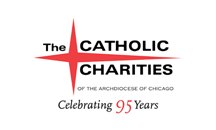 The CATHOLIC
CHARITIES
OF THE ARCHDIOCESE OF CHICAGO
Celebrating 95 Years